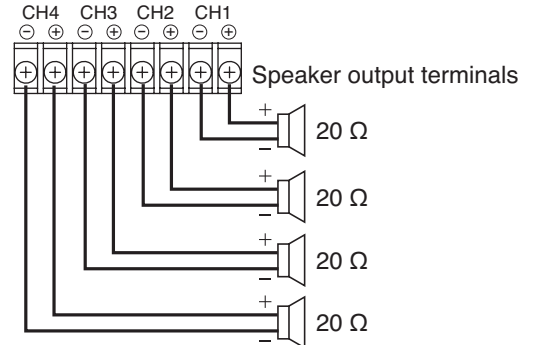 CH4 CH3 CH2 CH1
⊖ ⊕ ⊖ ⊕ ⊖ ⊕ ⊖ ⊕
Speaker output terminals
+
20 Ω
−
+
20 Ω
−
+
20 Ω
−
+
20 Ω
−